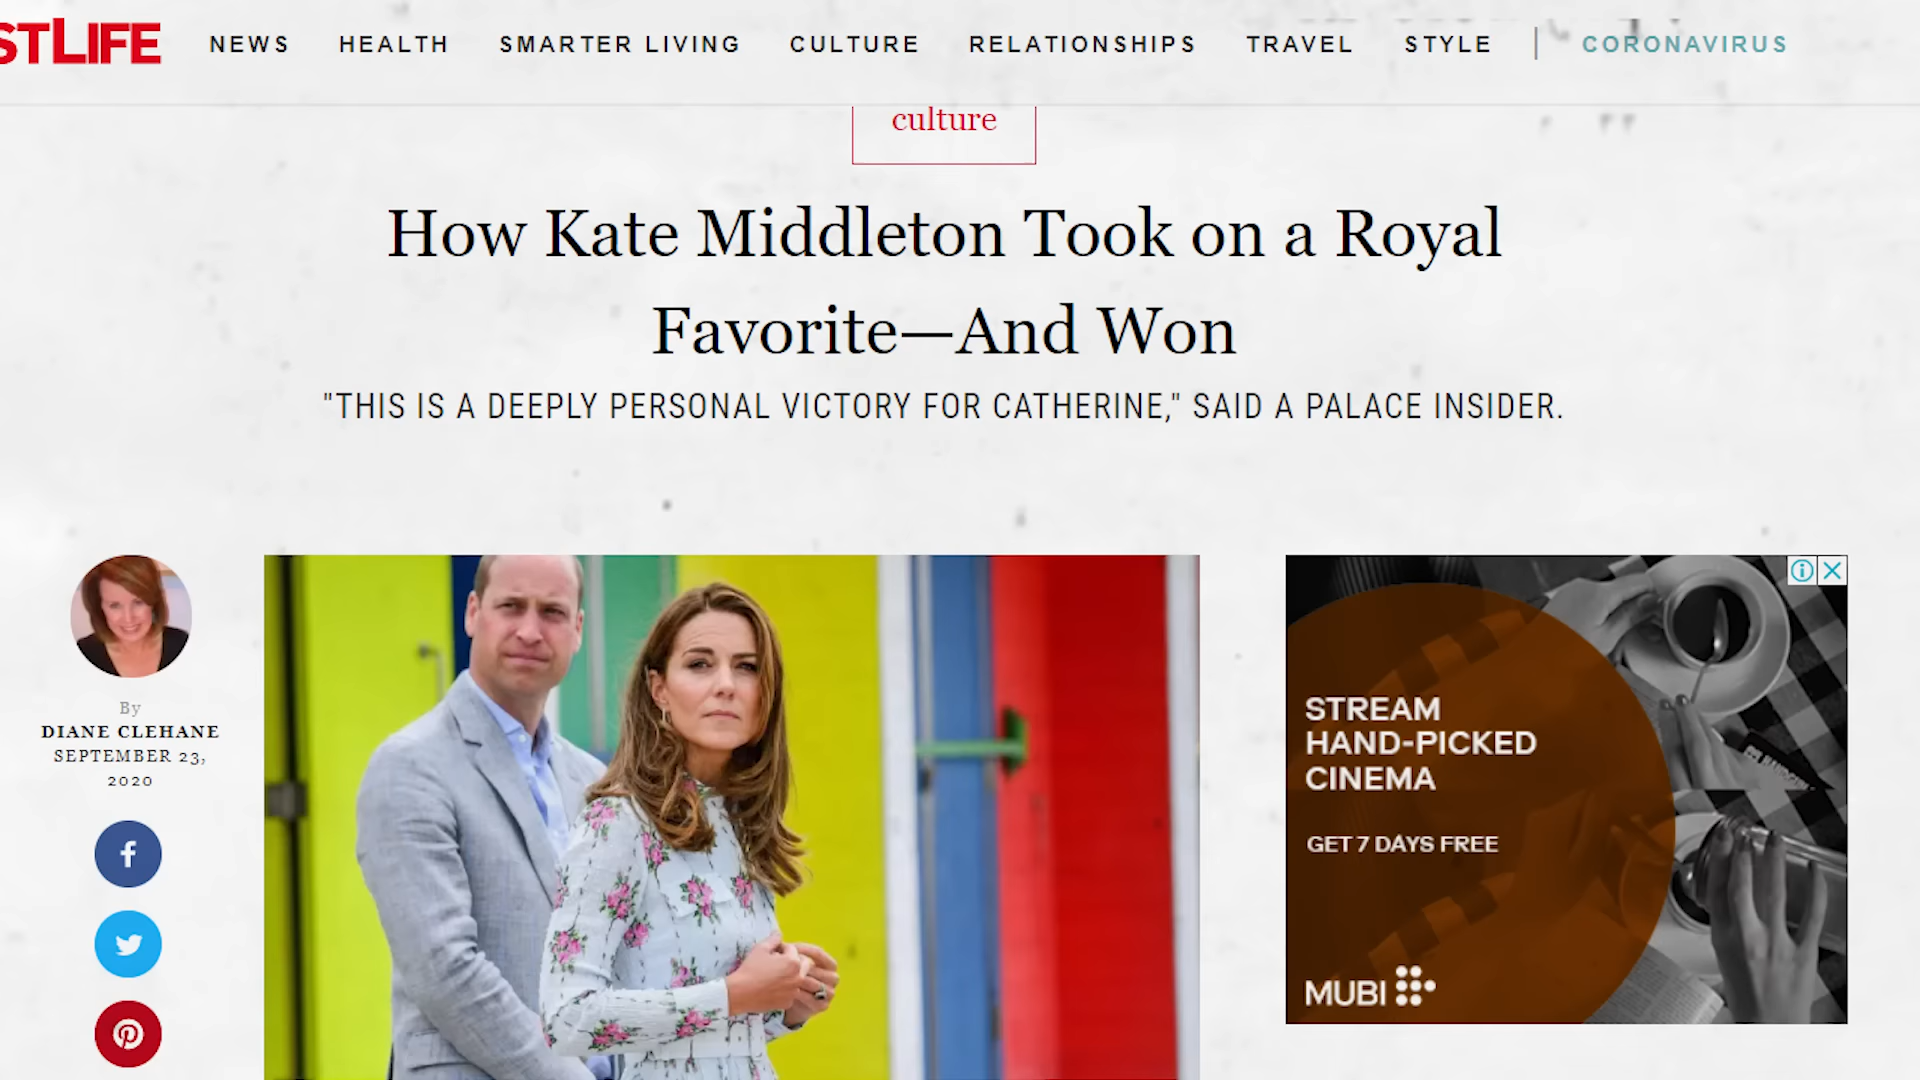 STLIFE NEWS HEALTH SMARTER LIVING CULTURE RELATIONSHIPS TRAVEL STYLE | CORONAVIRUS
culture
How Kate Middleton Took on a Royal
Favorite—And Won
"THIS IS A DEEPLY PERSONAL VICTORY FOR CATHERINE," SAID A PALACE INSIDER.
By
DIANE CLEHANE
SEPTEMBER 23,
2020
STREAM
HAND-PICKED
CINEMA
GET 7 DAYS FREE
MUBI